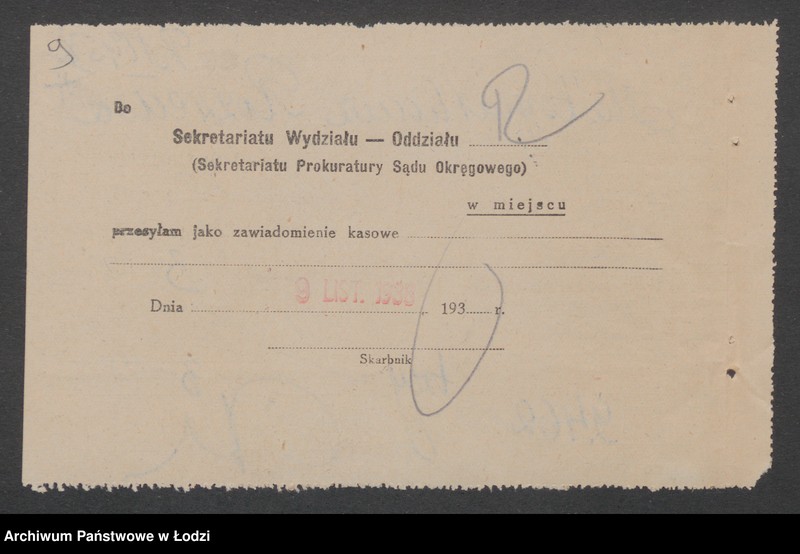 9
Do
Sekretariatu Wydziału — Oddziału R.
(Sekretariatu Prokuratury Sądu Okręgowego)
w miejscu
przesyłam jako zawiadomienie kasowe
Dnia 9 LIST. 193 r.
Skarbnik
Archiwum Państwowe w Łodzi